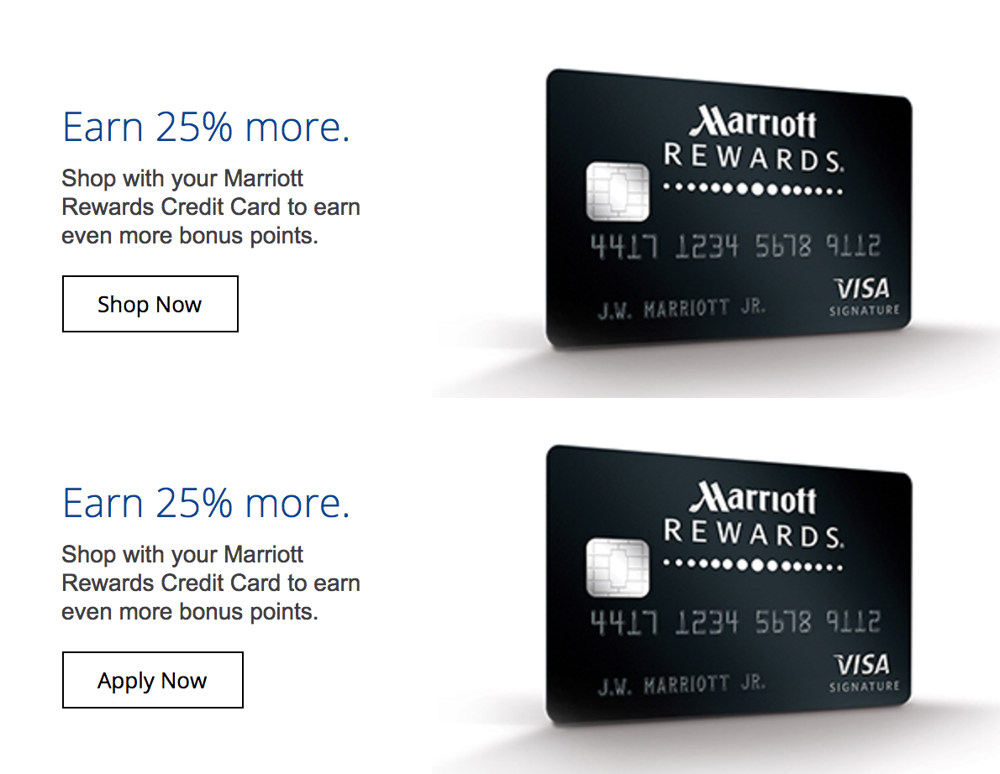 Earn 25% more.
Shop with your Marriott
Rewards Credit Card to earn
even more bonus points.
Shop Now
Marriott
REWARDS.
4417 1234 5678 9112
VISA
SIGNATURE
J.W. MARRIOTT JR.
Earn 25% more.
Shop with your Marriott
Rewards Credit Card to earn
even more bonus points.
Apply Now
Marriott
REWARDS.
4417 1234 5678 9112
VISA
SIGNATURE
J.W. MARRIOTT JR.